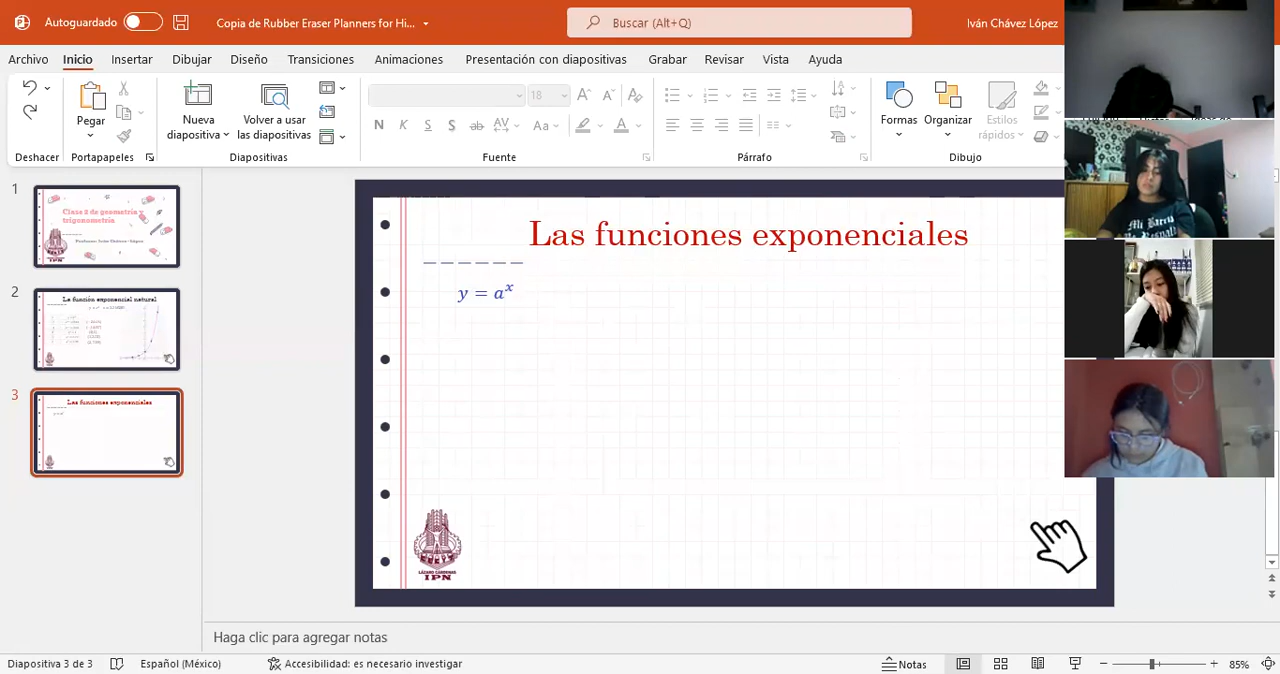 Autoguardado
Copia de Rubber Eraser Planners for Hi...
Buscar (Alt+Q)
Iván Chávez López
Archivo Inicio Insertar Dibujar Diseño Transiciones Animaciones Presentación con diapositivas Grabar Revisar Vista Ayuda
Pegar
Nueva diapositiva
Volver a usar las diapositivas
18
N K S S ab AV Aa A
Formas
Organizar
Estilos rápidos
Deshacer Portapapeles Diapositivas Fuente Párrafo Dibujo
1
Clase 2 de geometría y
trigonometría
2
La función exponencial natural
3
Las funciones exponenciales
Las funciones exponenciales
y = aˣ
LÁZARO CÁRDENAS
IPN
Haga clic para agregar notas
Diapositiva 3 de 3
Español (México)
Accesibilidad: es necesario investigar
Notas
85%